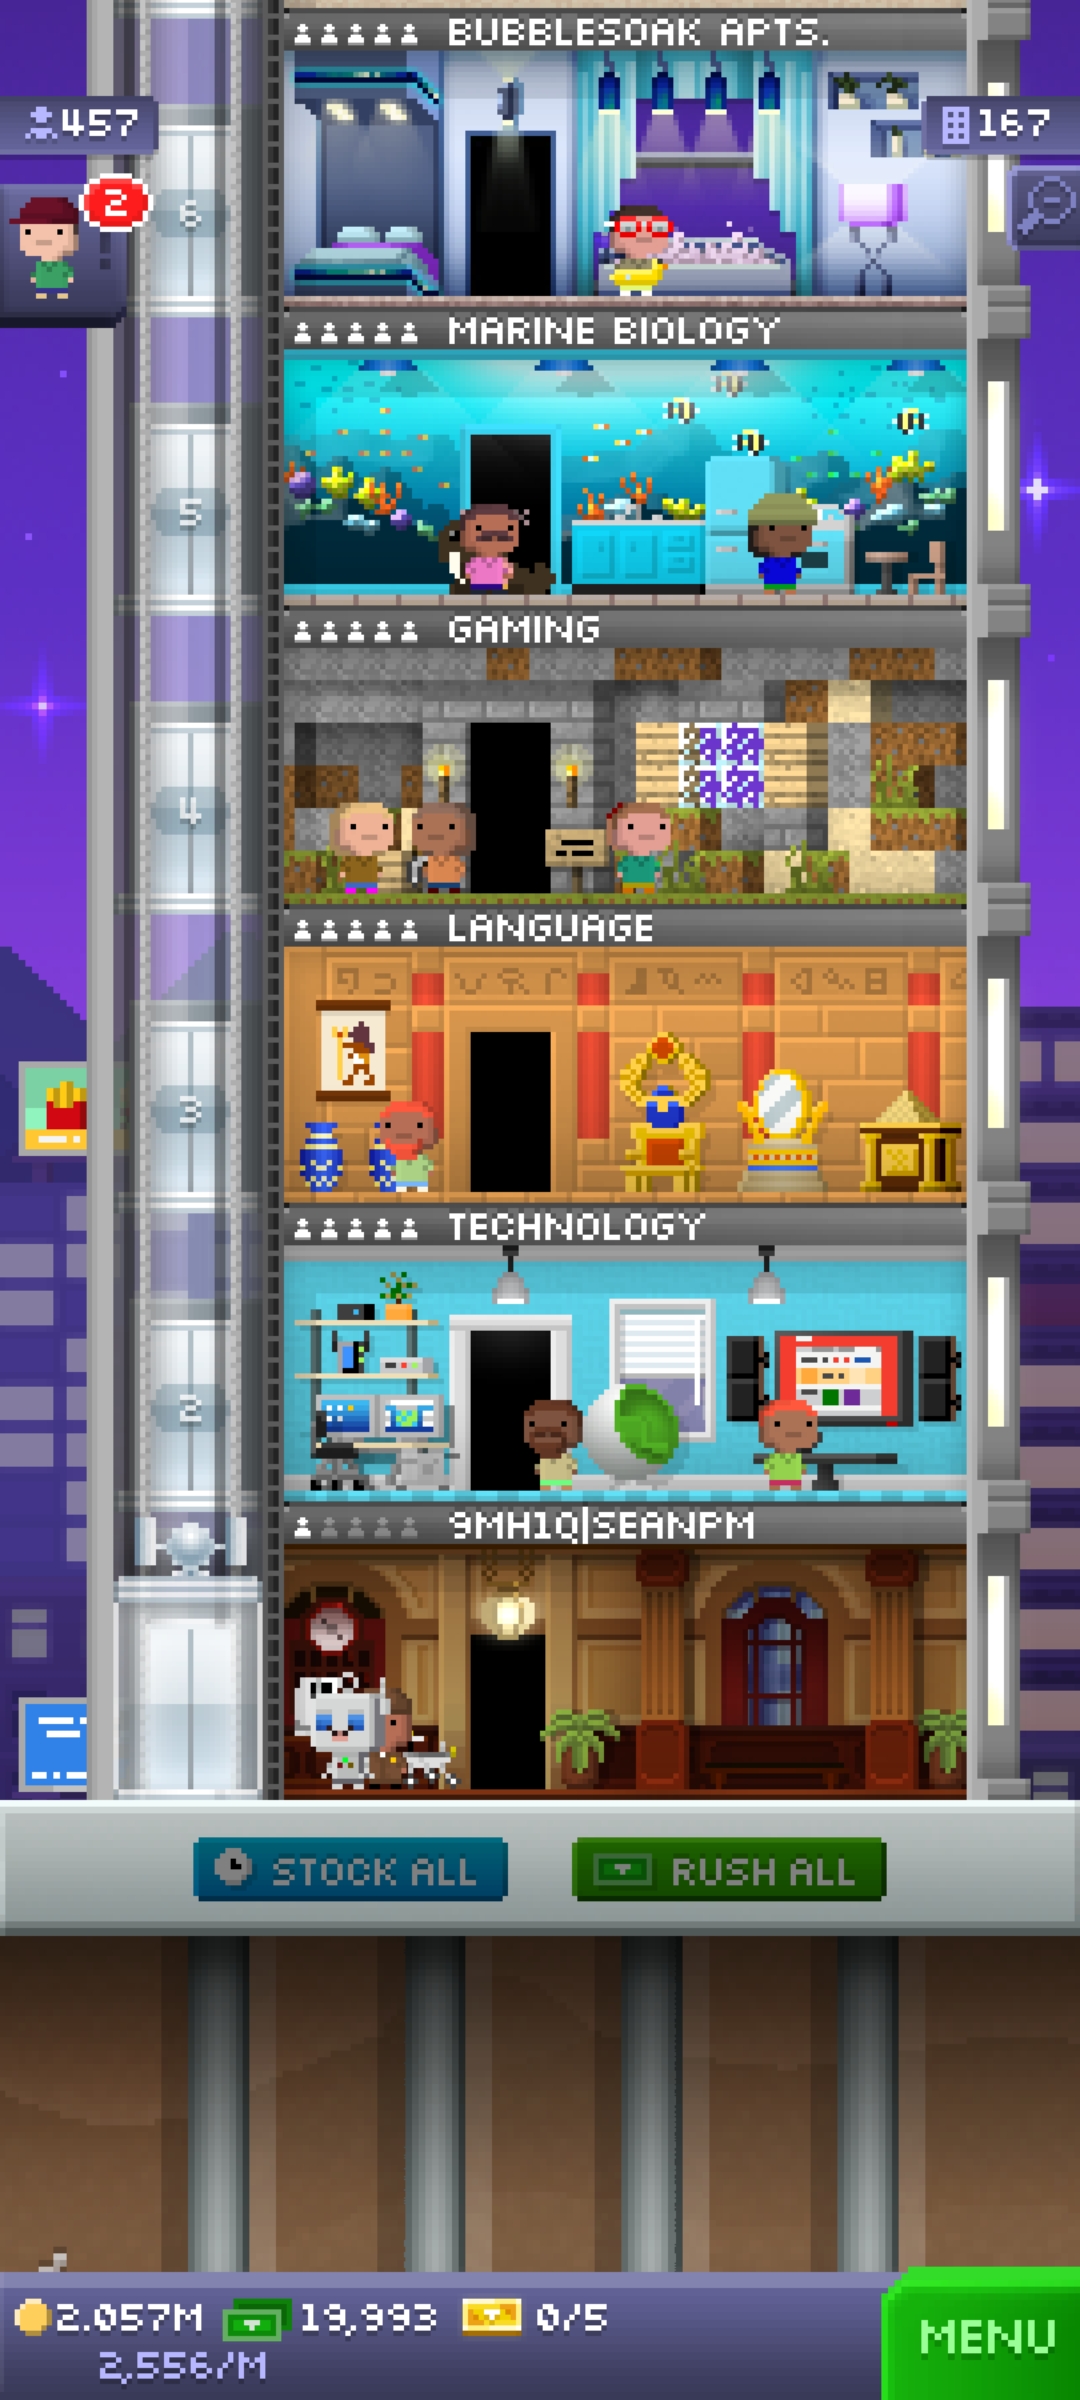 BUBBLESOAK APTS.
457
167
2
6
MARINE BIOLOGY
5
GAMING
4
LANGUAGE
3
TECHNOLOGY
2
9MH1Q|SEANPM
STOCK ALL
RUSH ALL
2.057M
19,993
0/5
2,556/M
MENU